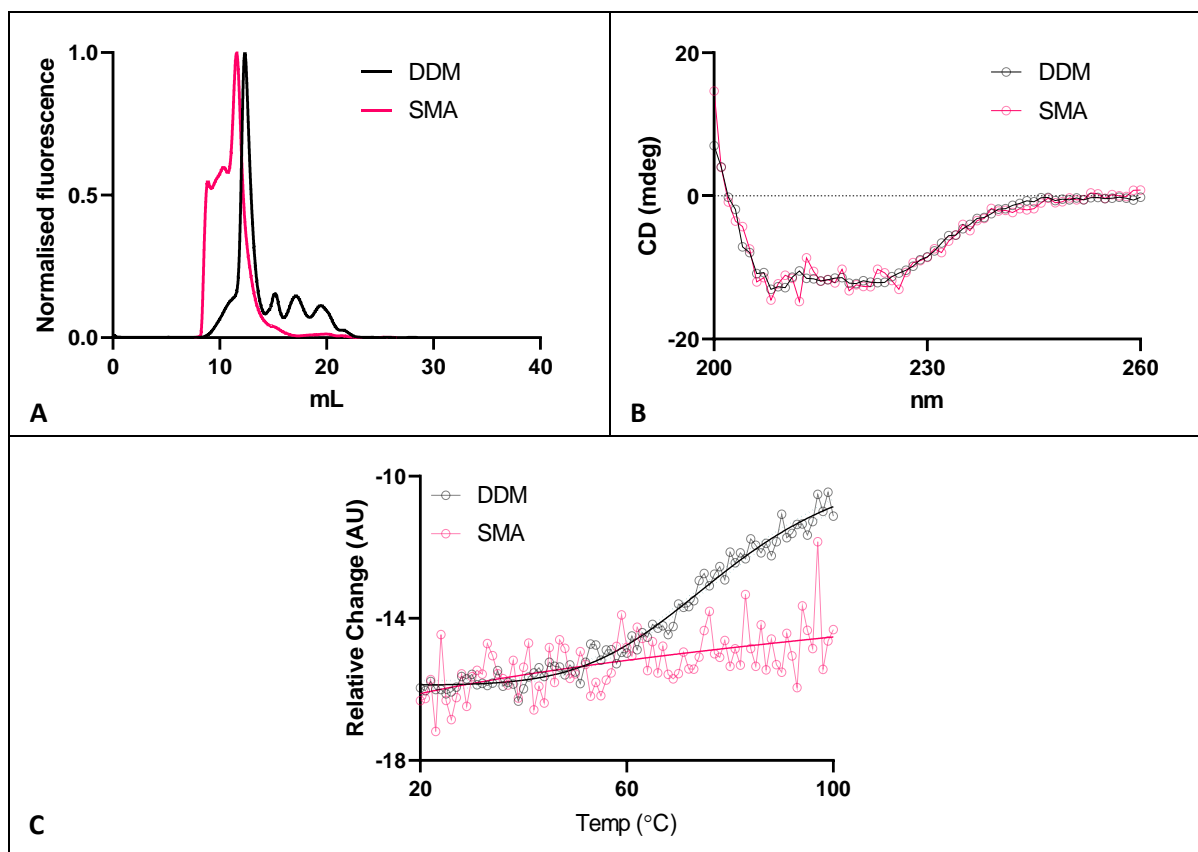 1.0
0.5
0.0
Normalised fluorescence
DDM
SMA
0 10 20 30 40
mL
A
20
0
-20
CD (mdeg)
DDM
SMA
200 230 260
nm
B
-10
-14
-18
Relative Change (AU)
DDM
SMA
20 60 100
Temp (°C)
C